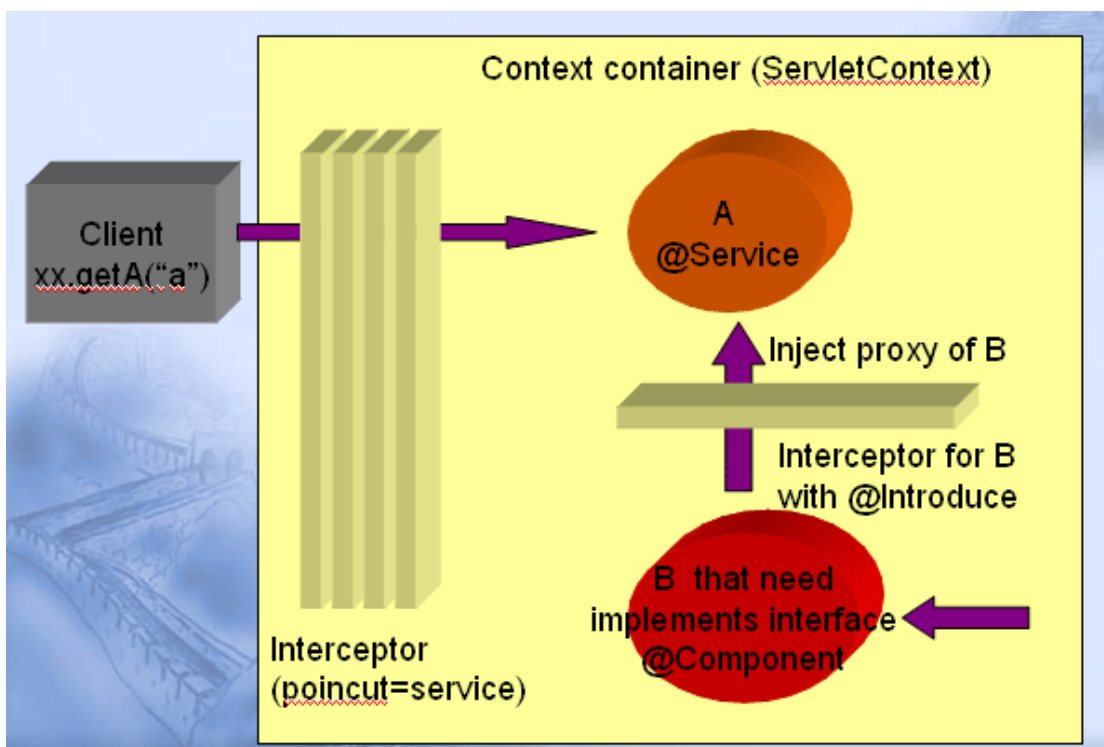 Context container (ServletContext)
Client
xx.getA("a")
A
@Service
Inject proxy of B
Interceptor for B
with @Introduce
B that need
implements interface
@Component
Interceptor
(poincut=service)